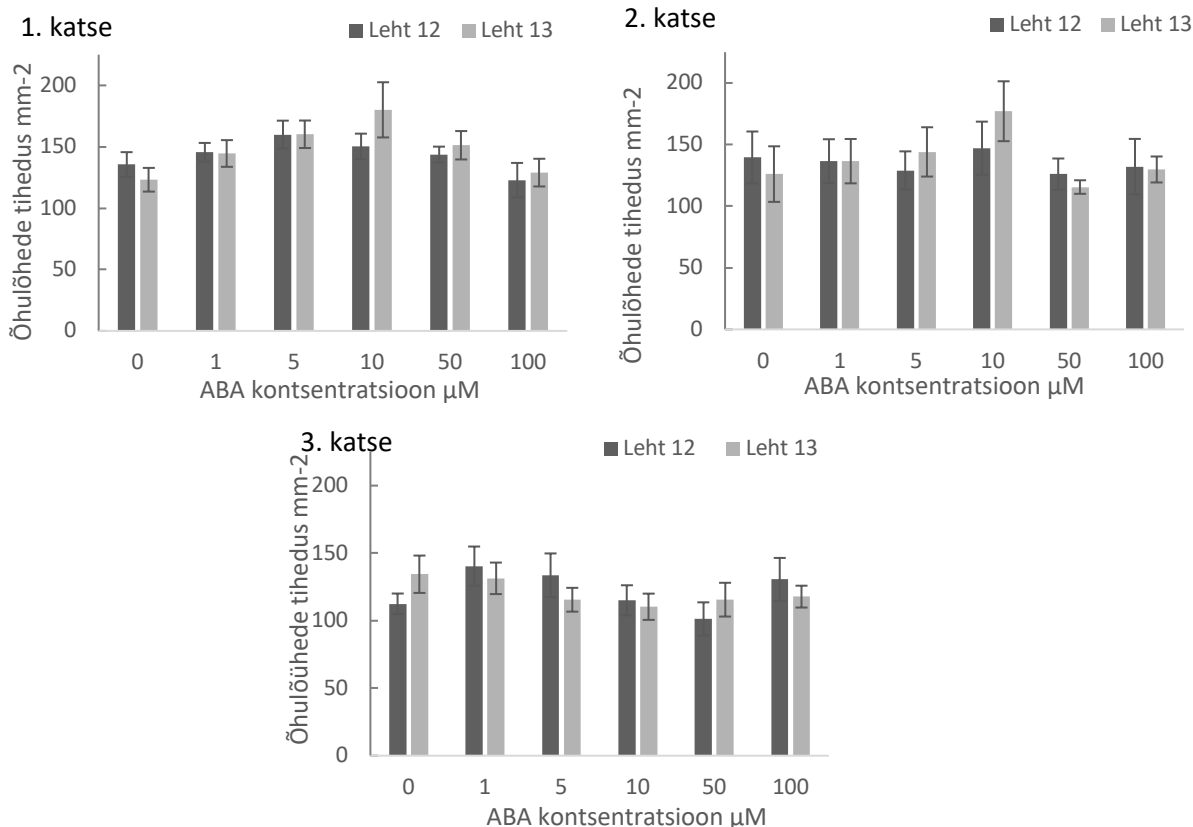 1. katse
Leht 12 Leht 13
Õhulõhede tihedus mm-2
200
150
100
50
0
0 1 5 10 50 100
ABA kontsentratsioon µM
2. katse
Leht 12 Leht 13
Õhulõhede tihedus mm-2
200
150
100
50
0
0 1 5 10 50 100
ABA kontsentratsioon µM
3. katse
Leht 12 Leht 13
Õhulõühede tihedus mm-2
200
150
100
50
0
0 1 5 10 50 100
ABA kontsentratsioon µM